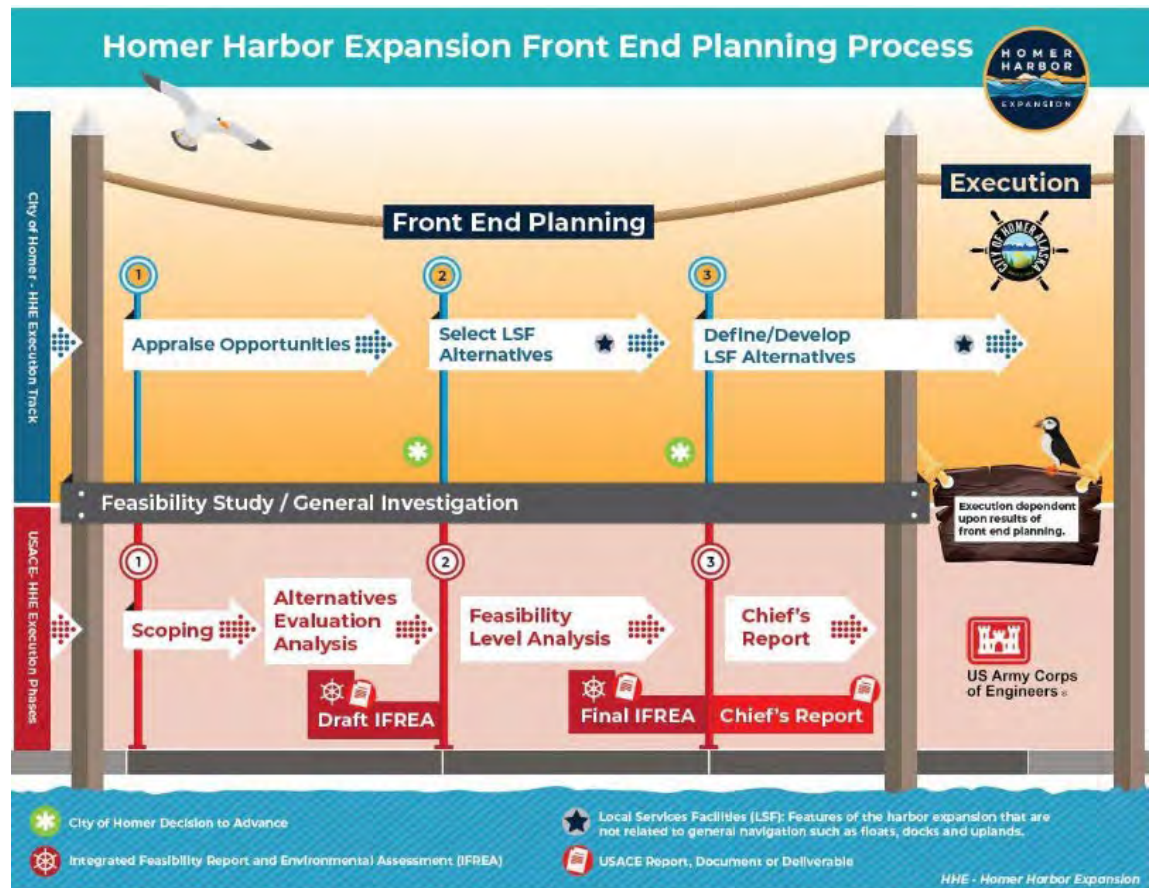 Homer Harbor Expansion Front End Planning Process
HOMER
HARBOR
EXPANSION
City of Homer - HHE Execution Track
Front End Planning
Execution
CITY OF HOMER ALASKA
1
2
3
Appraise Opportunities
Select LSF
Alternatives
Define/Develop
LSF Alternatives
Feasibility Study / General Investigation
Execution dependent
upon results of
front end planning.
USACE- HHE Execution Phases
1
2
3
Scoping
Alternatives
Evaluation
Analysis
Feasibility
Level Analysis
Chief's
Report
Draft IFREA
Final IFREA
Chief's Report
US Army Corps
of Engineers
City of Homer Decision to Advance
Integrated Feasibility Report and Environmental Assessment (IFREA)
Local Services Facilities (LSF): Features of the harbor expansion that are
not related to general navigation such as floats, docks and uplands.
USACE Report, Document or Deliverable
HHE - Homer Harbor Expansion